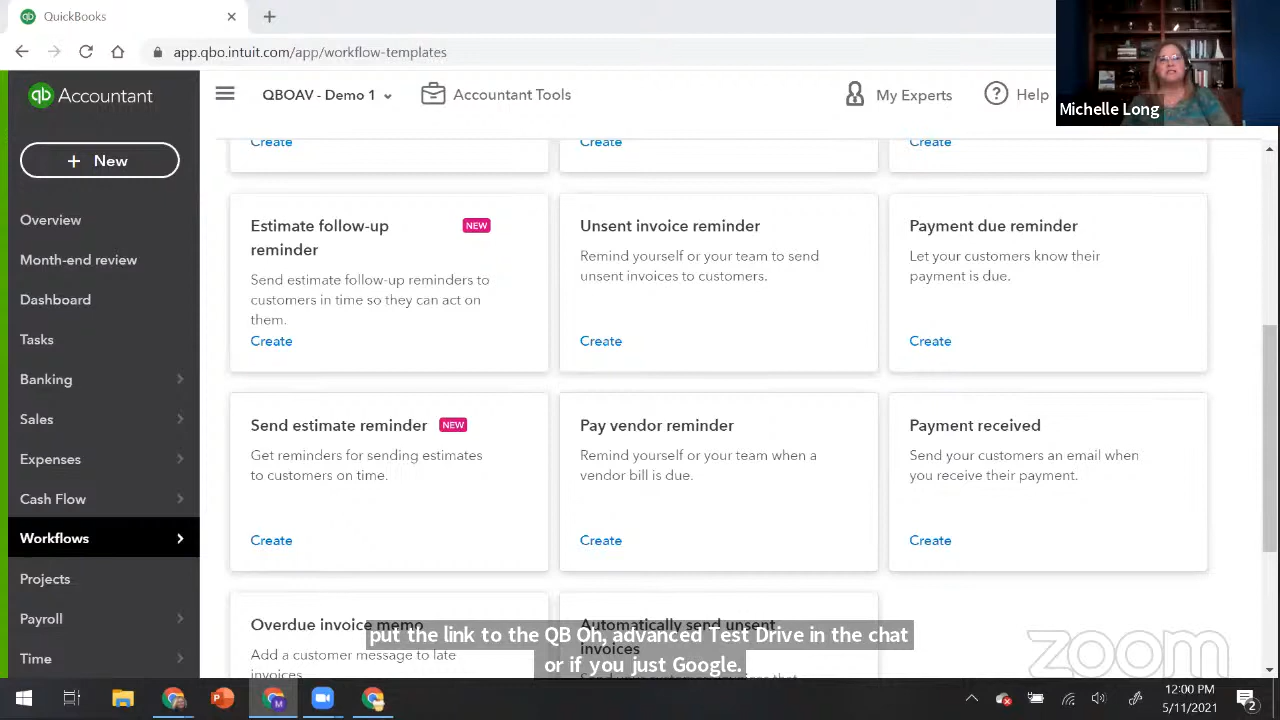 QuickBooks
app.qbo.intuit.com/app/workflow-templates
qb Accountant
QBOAV - Demo 1
Accountant Tools
My Experts
Help
Michelle Long
+ New
Overview
Month-end review
Dashboard
Tasks
Banking
Sales
Expenses
Cash Flow
Workflows
Projects
Payroll
Time
Create
Create
Create
Estimate follow-up
reminder
NEW
Send estimate follow-up reminders to
customers in time so they can act on
them.
Create
Unsent invoice reminder
Remind yourself or your team to send
unsent invoices to customers.
Create
Payment due reminder
Let your customers know their
payment is due.
Create
Send estimate reminder NEW
Get reminders for sending estimates
to customers on time.
Create
Pay vendor reminder
Remind yourself or your team when a
vendor bill is due.
Create
Payment received
Send your customers an email when
you receive their payment.
Create
Overdue invoice memo
Add a customer message to late
invoices
Automatically send unsent
invoices
put the link to the QB Oh, advanced Test Drive in the chat
or if you just Google.
zoom
12:00 PM
5/11/2021
2